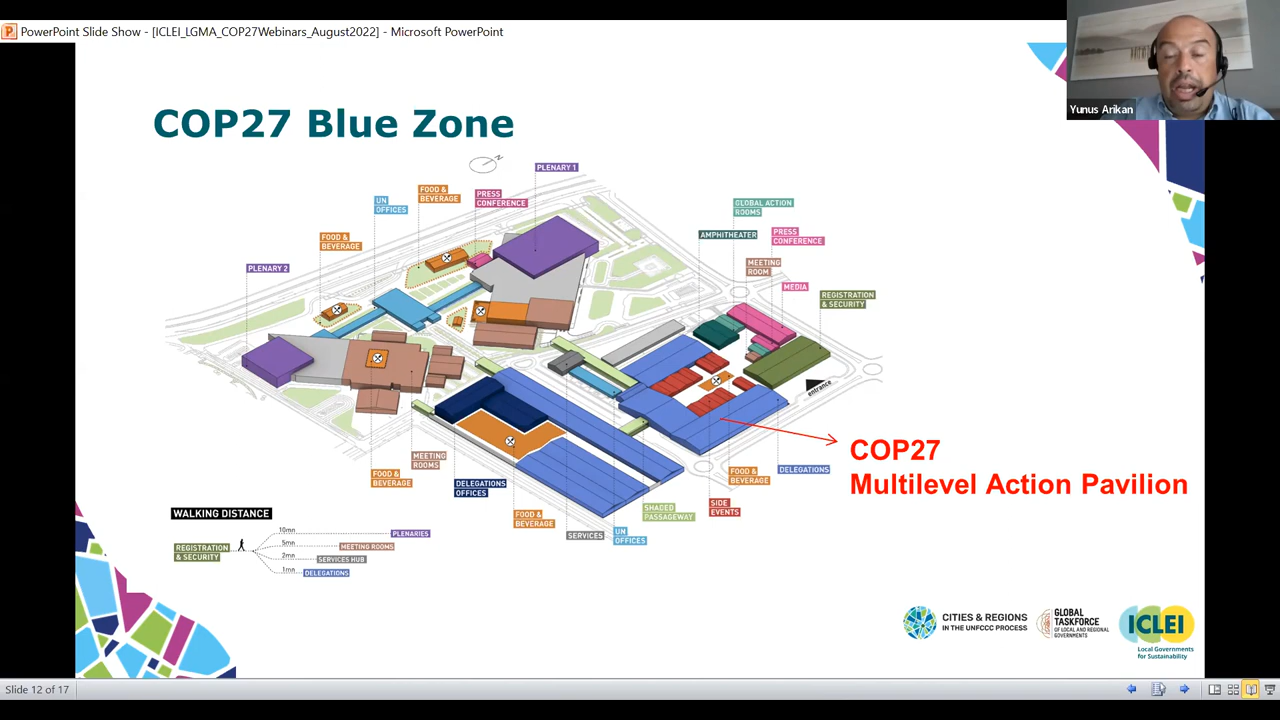 PowerPoint Slide Show - [ICLEI_LGMA_COP27Webinars_August2022] - Microsoft PowerPoint
Yunus Arikan
COP27 Blue Zone
N
PLENARY 1
FOOD &
BEVERAGE
PRESS
CONFERENCE
UN
OFFICES
FOOD &
BEVERAGE
PLENARY 2
GLOBAL ACTION
ROOMS
AMPHITHEATER
PRESS
CONFERENCE
MEETING
ROOM
MEDIA
REGISTRATION
& SECURITY
entrance
COP27
Multilevel Action Pavilion
FOOD &
BEVERAGE
MEETING
ROOMS
DELEGATIONS
OFFICES
FOOD &
BEVERAGE
SERVICES
UN
OFFICES
SHADED
PASSAGEWAY
SIDE
EVENTS
FOOD &
BEVERAGE
DELEGATIONS
WALKING DISTANCE
REGISTRATION
& SECURITY
10mn
PLENARIES
5mn
MEETING ROOMS
2mn
SERVICES HUB
1mn
DELEGATIONS
CITIES & REGIONS
IN THE UNFCCC PROCESS
GLOBAL
TASKFORCE
OF LOCAL AND REGIONAL
GOVERNMENTS
ICLEI
Local Governments
for Sustainability
Slide 12 of 17